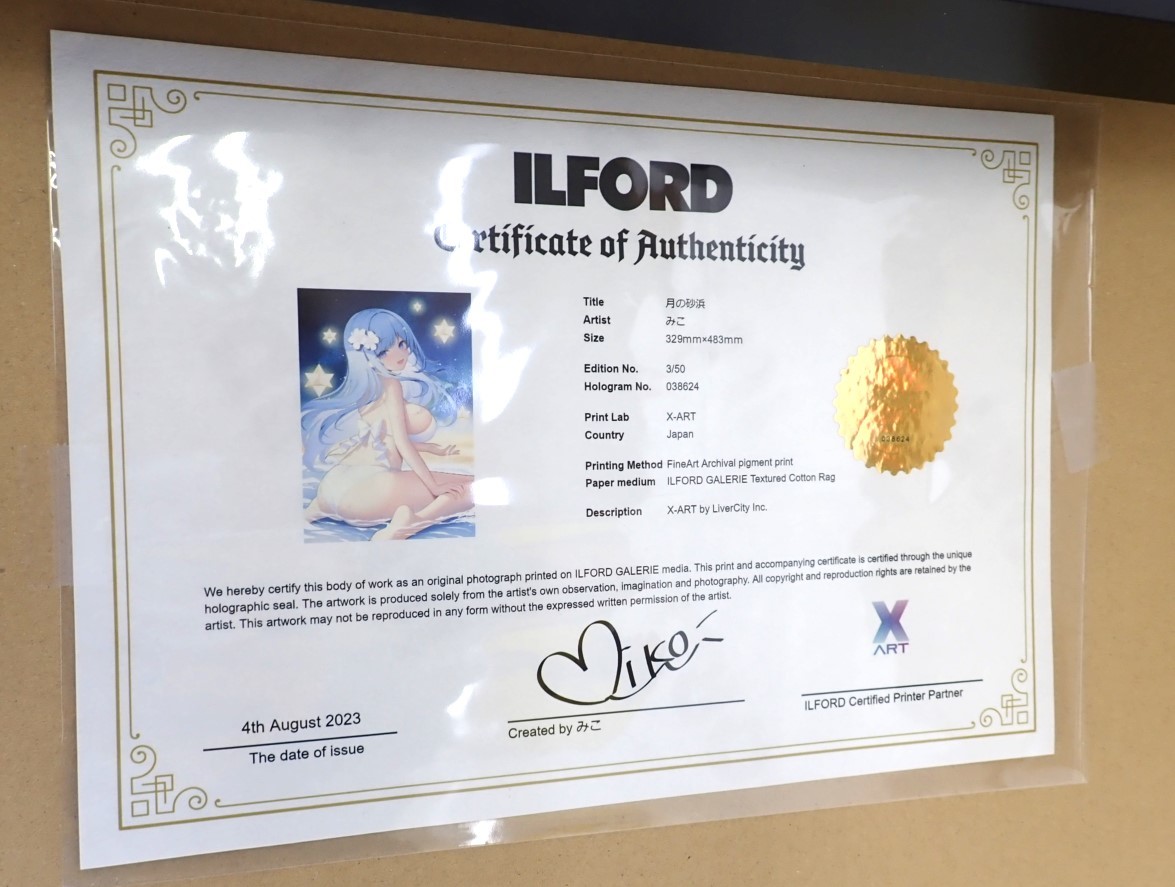 ILFORD
Certificate of Authenticity
Title 月の砂浜
Artist みこ
Size 329mm×483mm
Edition No. 3/50
Hologram No. 038624
Print Lab X-ART
Country Japan
Printing Method FineArt Archival pigment print
Paper medium ILFORD GALERIE Textured Cotton Rag
Description X-ART by LiverCity Inc.
038624
We hereby certify this body of work as an original photograph printed on ILFORD GALERIE media. This print and accompanying certificate is certified through the unique
holographic seal. The artwork is produced solely from the artist's own observation, imagination and photography. All copyright and reproduction rights are retained by the
artist. This artwork may not be reproduced in any form without the expressed written permission of the artist.
Miko
X
ART
4th August 2023
The date of issue
Created by みこ
ILFORD Certified Printer Partner